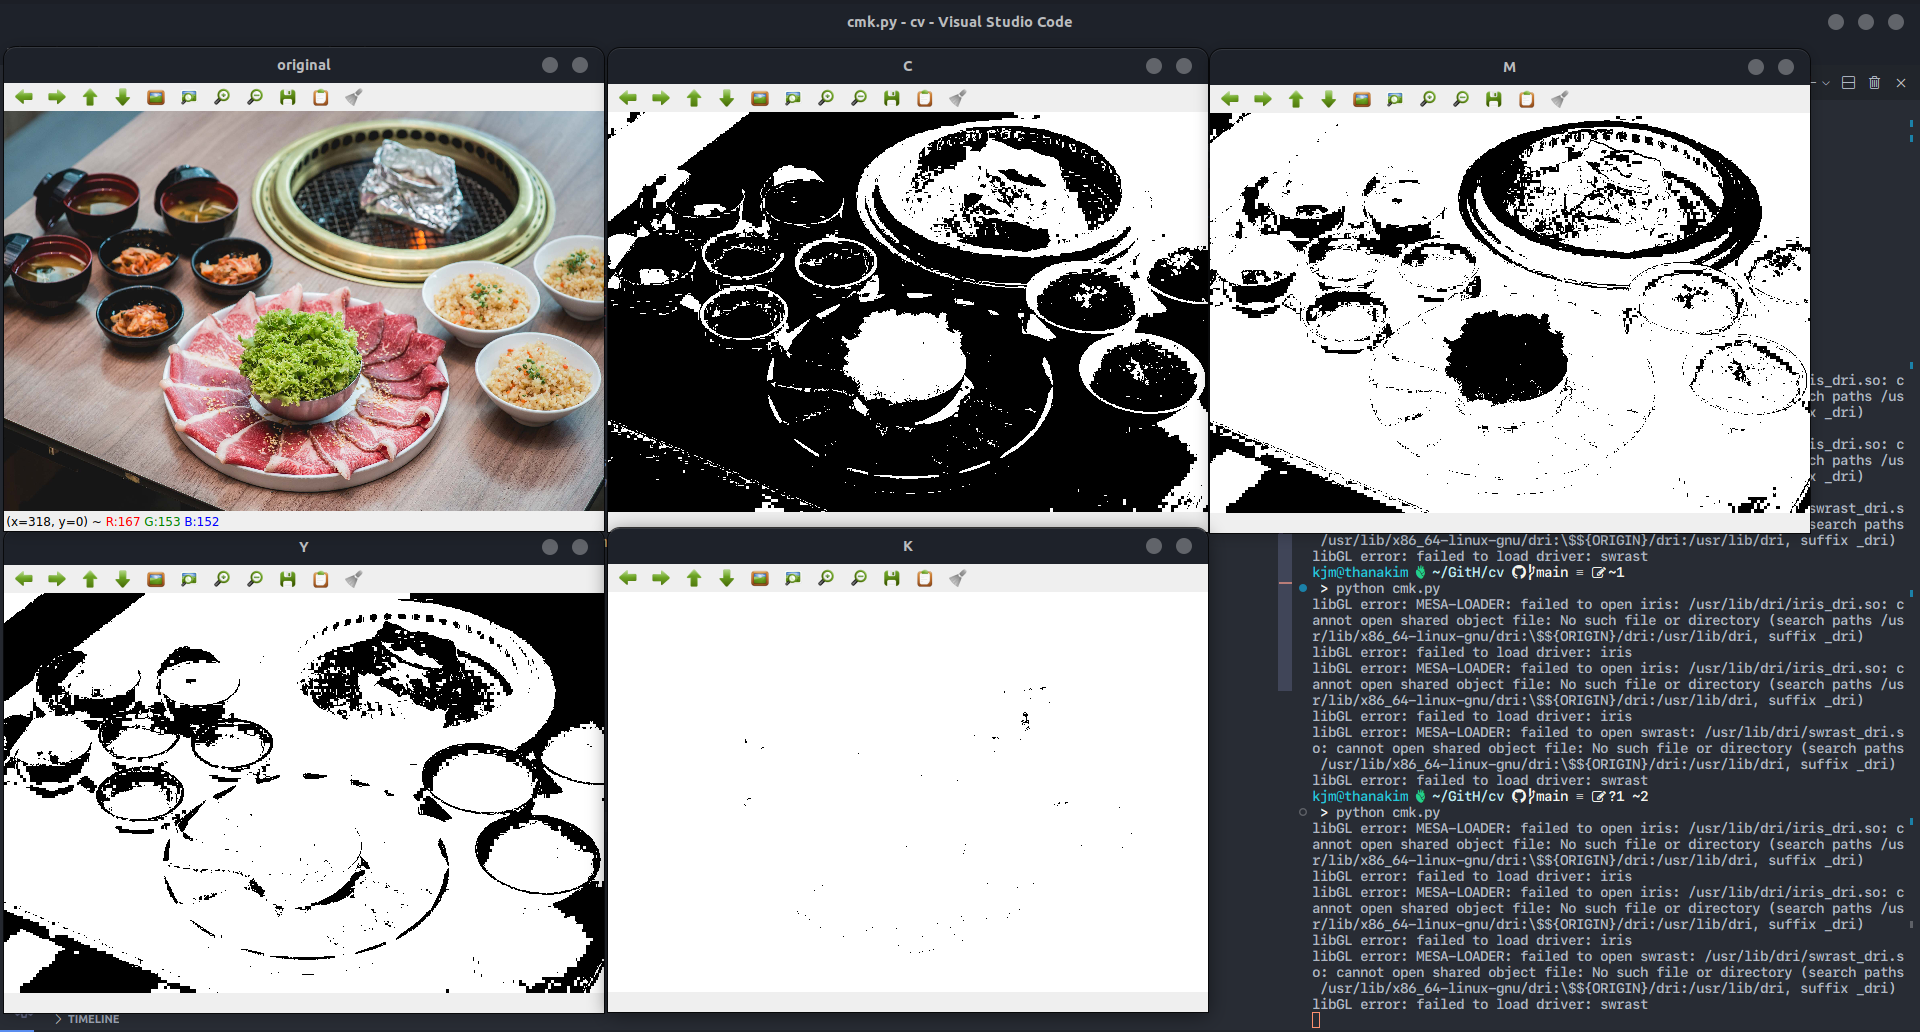 cmk.py - cv - Visual Studio Code
original
C
M
(x=318, y=0) ~ R:167 G:153 B:152
Y
K
iris_dri.so: c
ch paths /us
x _dri)
iris_dri.so: c
ch paths /us
x _dri)
swrast_dri.s
search paths
/usr/lib/x86_64-linux-gnu/dri:\$${ORIGIN}/dri:/usr/lib/dri, suffix _dri)
libGL error: failed to load driver: swrast
kjm@thanakim ~/GitH/cv main ≡ ~1
> python cmk.py
libGL error: MESA-LOADER: failed to open iris: /usr/lib/dri/iris_dri.so: c
annot open shared object file: No such file or directory (search paths /us
r/lib/x86_64-linux-gnu/dri:\$${ORIGIN}/dri:/usr/lib/dri, suffix _dri)
libGL error: failed to load driver: iris
libGL error: MESA-LOADER: failed to open iris: /usr/lib/dri/iris_dri.so: c
annot open shared object file: No such file or directory (search paths /us
r/lib/x86_64-linux-gnu/dri:\$${ORIGIN}/dri:/usr/lib/dri, suffix _dri)
libGL error: failed to load driver: iris
libGL error: MESA-LOADER: failed to open swrast: /usr/lib/dri/swrast_dri.s
o: cannot open shared object file: No such file or directory (search paths
/usr/lib/x86_64-linux-gnu/dri:\$${ORIGIN}/dri:/usr/lib/dri, suffix _dri)
libGL error: failed to load driver: swrast
kjm@thanakim ~/GitH/cv main ≡ ?1 ~2
> python cmk.py
libGL error: MESA-LOADER: failed to open iris: /usr/lib/dri/iris_dri.so: c
annot open shared object file: No such file or directory (search paths /us
r/lib/x86_64-linux-gnu/dri:\$${ORIGIN}/dri:/usr/lib/dri, suffix _dri)
libGL error: failed to load driver: iris
libGL error: MESA-LOADER: failed to open iris: /usr/lib/dri/iris_dri.so: c
annot open shared object file: No such file or directory (search paths /us
r/lib/x86_64-linux-gnu/dri:\$${ORIGIN}/dri:/usr/lib/dri, suffix _dri)
libGL error: failed to load driver: iris
libGL error: MESA-LOADER: failed to open swrast: /usr/lib/dri/swrast_dri.s
o: cannot open shared object file: No such file or directory (search paths
/usr/lib/x86_64-linux-gnu/dri:\$${ORIGIN}/dri:/usr/lib/dri, suffix _dri)
libGL error: failed to load driver: swrast
TIMELINE